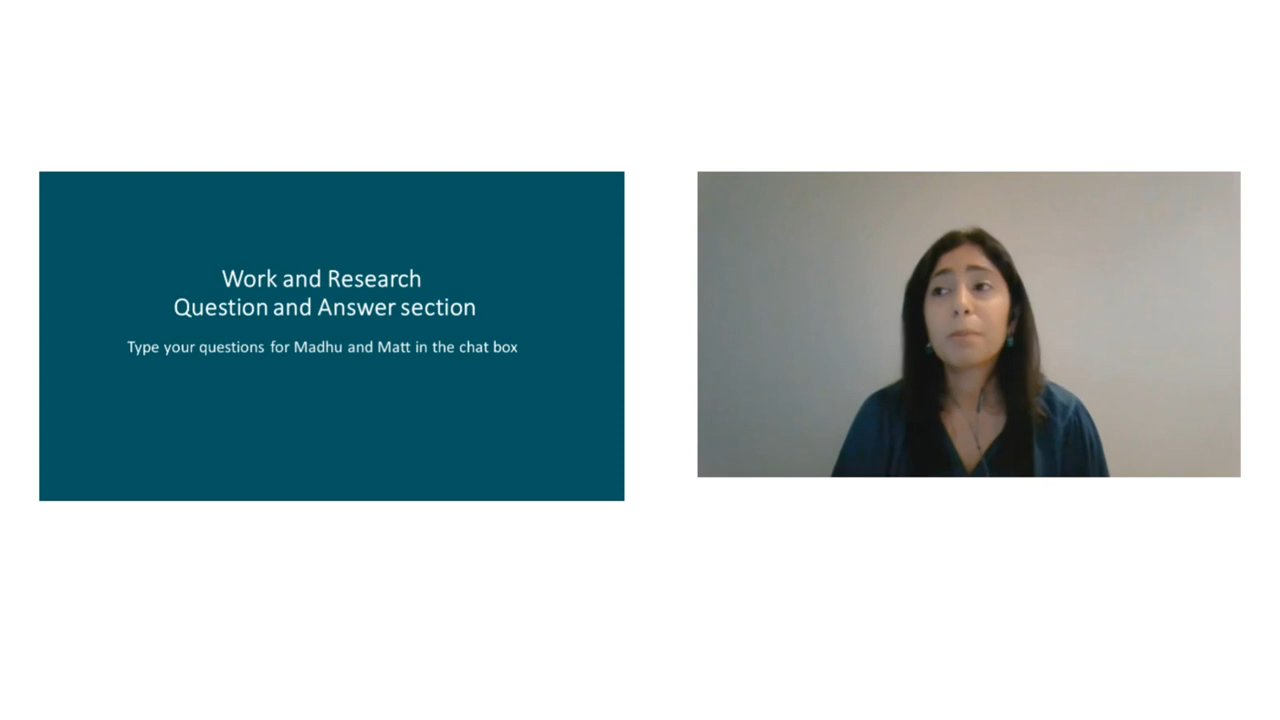 Work and Research
Question and Answer section
Type your questions for Madhu and Matt in the chat box